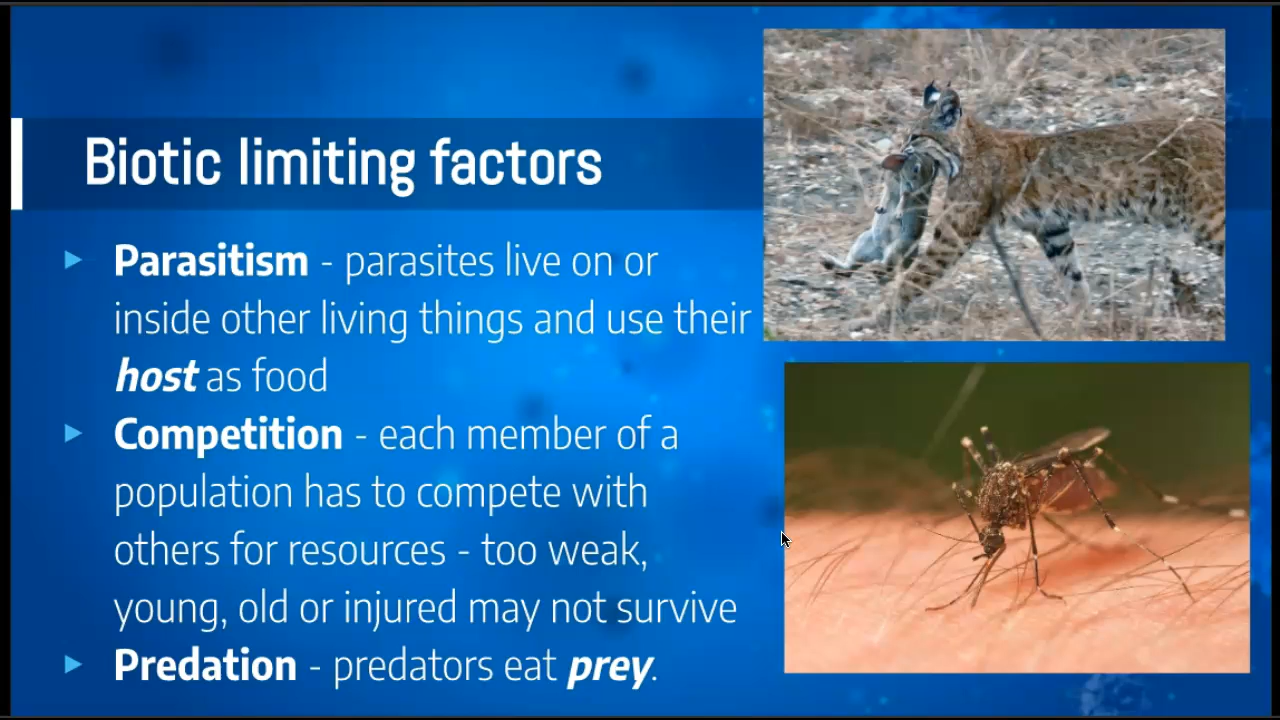 Biotic limiting factors
Parasitism - parasites live on or
inside other living things and use their
host as food
Competition - each member of a
population has to compete with
others for resources - too weak,
young, old or injured may not survive
Predation - predators eat prey.